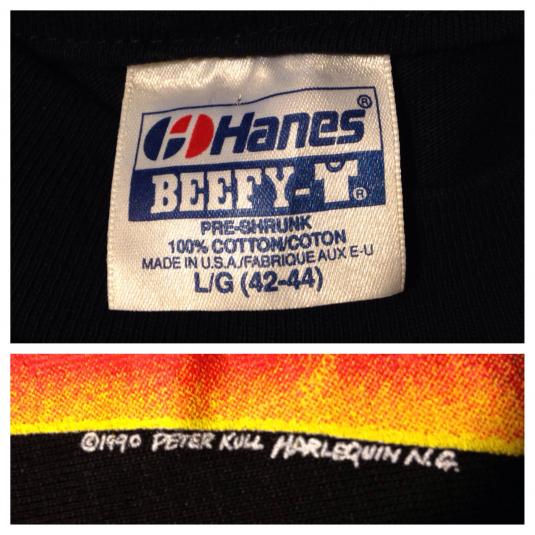 Hanes®
BEEFY-T®
PRE-SHRUNK
100% COTTON/COTON
MADE IN U.S.A./FABRIQUE AUX E-U
L/G (42-44)
©1990 PETER KULL HARLEQUIN N.G.